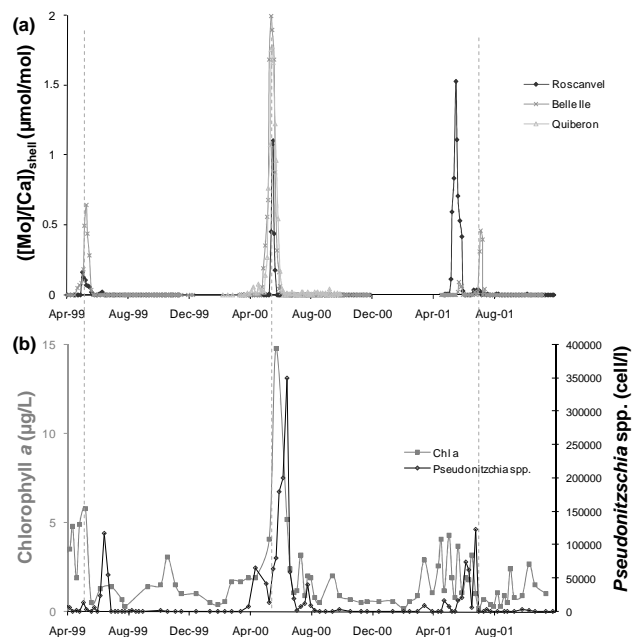 (a)
([Mo]/[Ca])shell (μmol/mol)
2
1.5
1
0.5
0
Roscanvel
Belle Ile
Quiberon
Apr-99 Aug-99 Dec-99 Apr-00 Aug-00 Dec-00 Apr-01 Aug-01
(b)
Chlorophyll a (μg/L)
15
10
5
0
Chl a
Pseudonitzchia spp.
400000
350000
300000
250000
200000
150000
100000
50000
0
Pseudonitzschia spp. (cell/l)
Apr-99 Aug-99 Dec-99 Apr-00 Aug-00 Dec-00 Apr-01 Aug-01